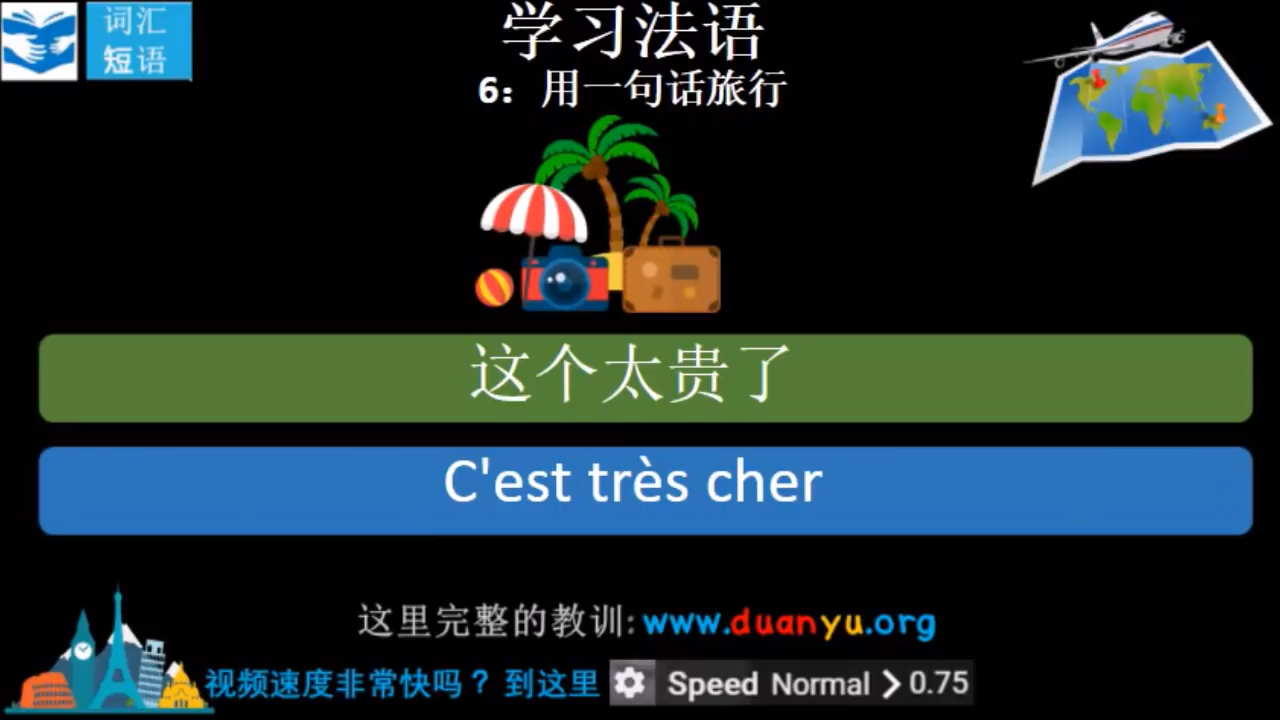 词汇
短语
学习法语
6：用一句话旅行
这个太贵了
C'est très cher
这里完整的教训: www.duanyu.org
视频速度非常快吗？ 到这里 Speed Normal > 0.75